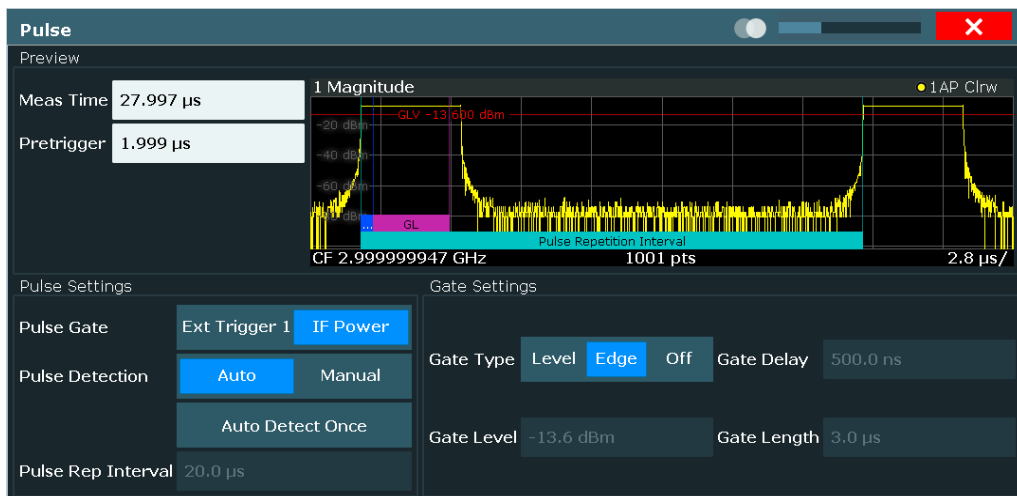 Pulse
Preview
Meas Time 27.997 µs
Pretrigger 1.999 µs
1 Magnitude
1AP Clrw
GLV -13.600 dBm
-20 dBm
-40 dBm
-60 dBm
... GL
Pulse Repetition Interval
CF 2.999999947 GHz 1001 pts 2.8 µs/
Pulse Settings
Pulse Gate Ext Trigger 1 IF Power
Pulse Detection Auto Manual
Auto Detect Once
Pulse Rep Interval 20.0 µs
Gate Settings
Gate Type Level Edge Off Gate Delay 500.0 ns
Gate Level -13.6 dBm Gate Length 3.0 µs